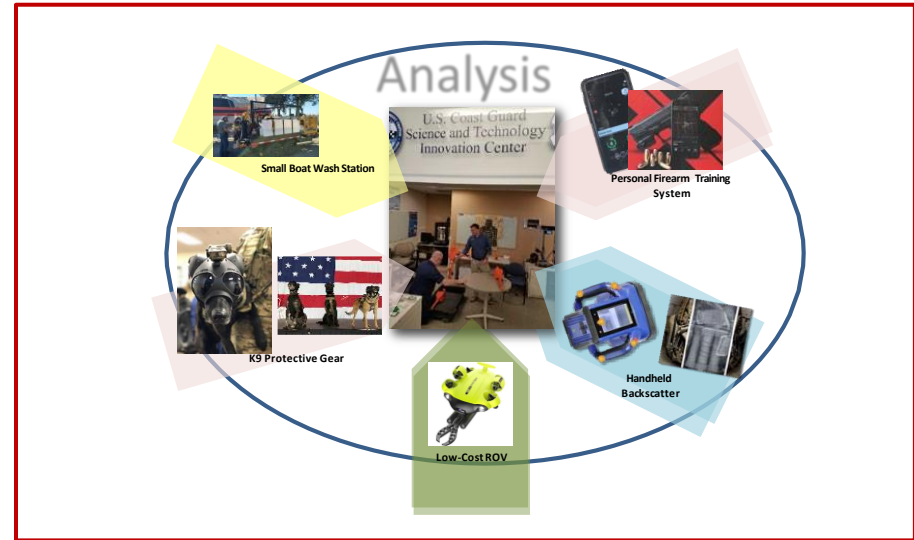 Analysis
U.S. Coast Guard
Science and Technology
Innovation Center
Small Boat Wash Station
Personal Firearm Training
System
K9 Protective Gear
Handheld
Backscatter
Low-Cost ROV